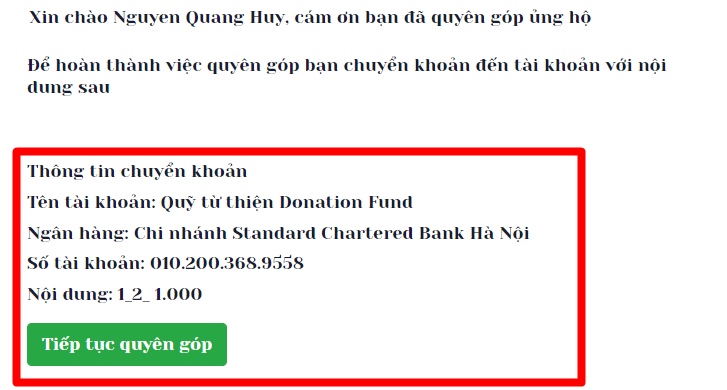 Xin chào Nguyen Quang Huy, cám ơn bạn đã quyên góp ủng hộ
Để hoàn thành việc quyên góp bạn chuyển khoản đến tài khoản với nội
dung sau
Thông tin chuyển khoản
Tên tài khoản: Quỹ từ thiện Donation Fund
Ngân hàng: Chi nhánh Standard Chartered Bank Hà Nội
Số tài khoản: 010.200.368.9558
Nội dung: 1_2_ 1.000
Tiếp tục quyên góp